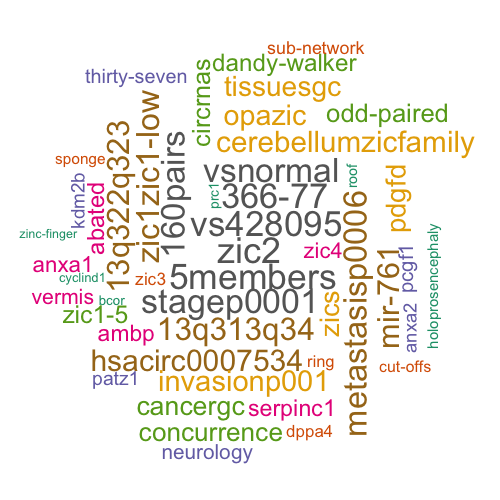 sub-network
dandy-walker
thirty-seven
circrnas
tissuesgc
opazic
odd-paired
cerebellumzicfamily
13q322q323
zic1zic1-low
160pairs
sponge
vsnormal
roof
prc1
366-77
kdm2b
abated
pdgfd
vs428095
zinc-finger
zic2
zic4
metastasisp0006
mir-761
pcgf1
holoprosencephaly
anxa1
cyclind1
zic3
5members
anxa2
vermis
bcor
stagep0001
zics
zic1-5
ambp
13q313q34
hsacirc0007534
ring
cut-offs
patz1
invasionp001
cancergc
serpinc1
concurrence
dppa4
neurology